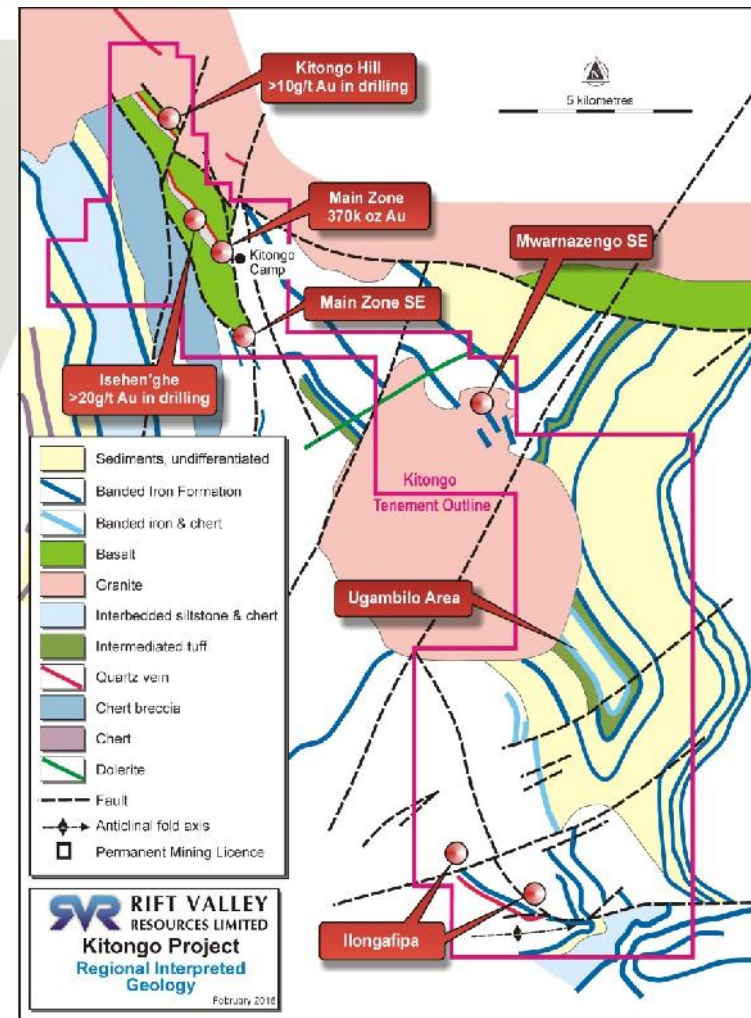 Kitongo Hill
>10g/t Au in drilling
5 kilometres
Main Zone
370k oz Au
Kitongo
Camp
Mwarnazengo SE
Main Zone SE
Isehen'ghe
>20g/t Au in drilling
Kitongo
Tenement Outline
Ugambilo Area
Ilongafipa
Sediments, undifferentiated
Banded Iron Formation
Banded iron & chert
Basalt
Granite
Interbedded siltstone & chert
Intermediated tuff
Quartz vein
Chert breccia
Chert
Dolerite
Fault
Anticlinal fold axis
Permanent Mining Licence
RIFT VALLEY
RESOURCES LIMITED
Kitongo Project
Regional Interpreted
Geology